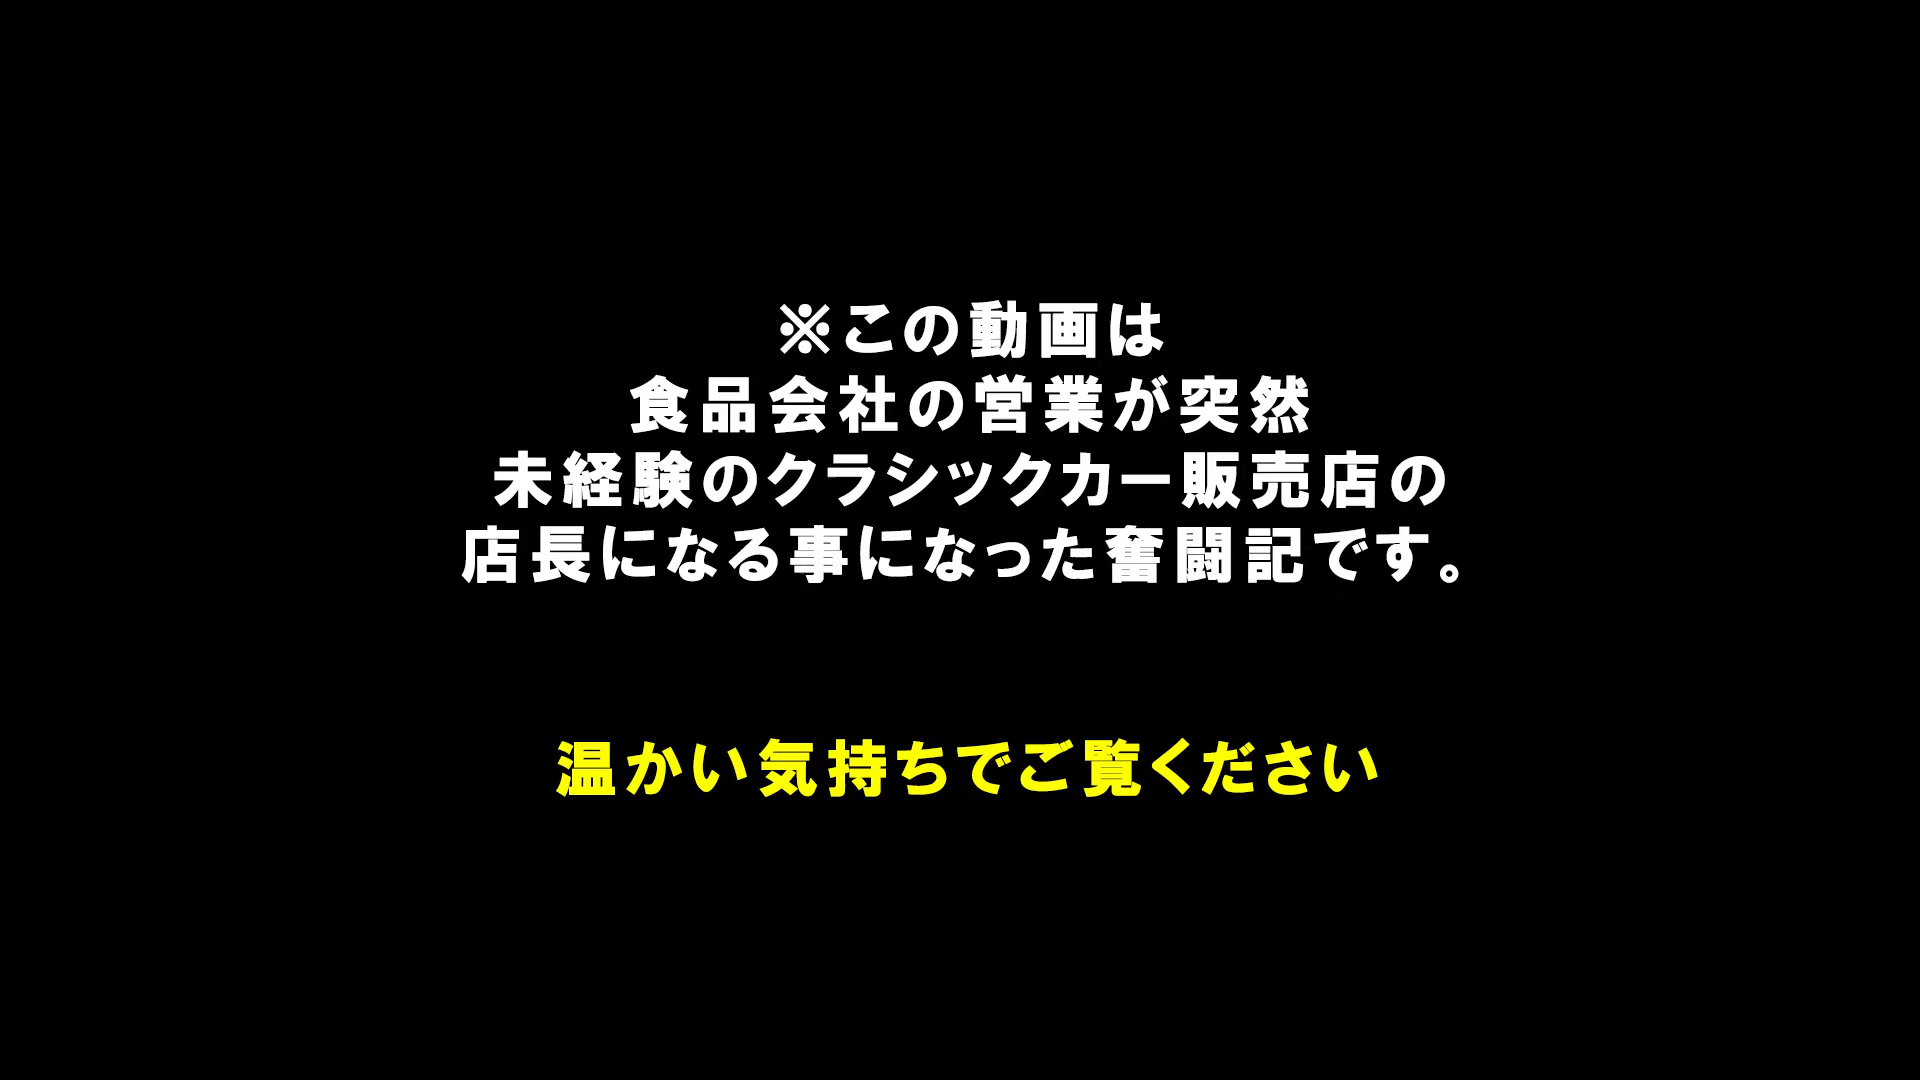 ※この動画は
食品会社の営業が突然
未経験のクラシックカー販売店の
店長になる事になった奮闘記です。
温かい気持ちでご覧ください